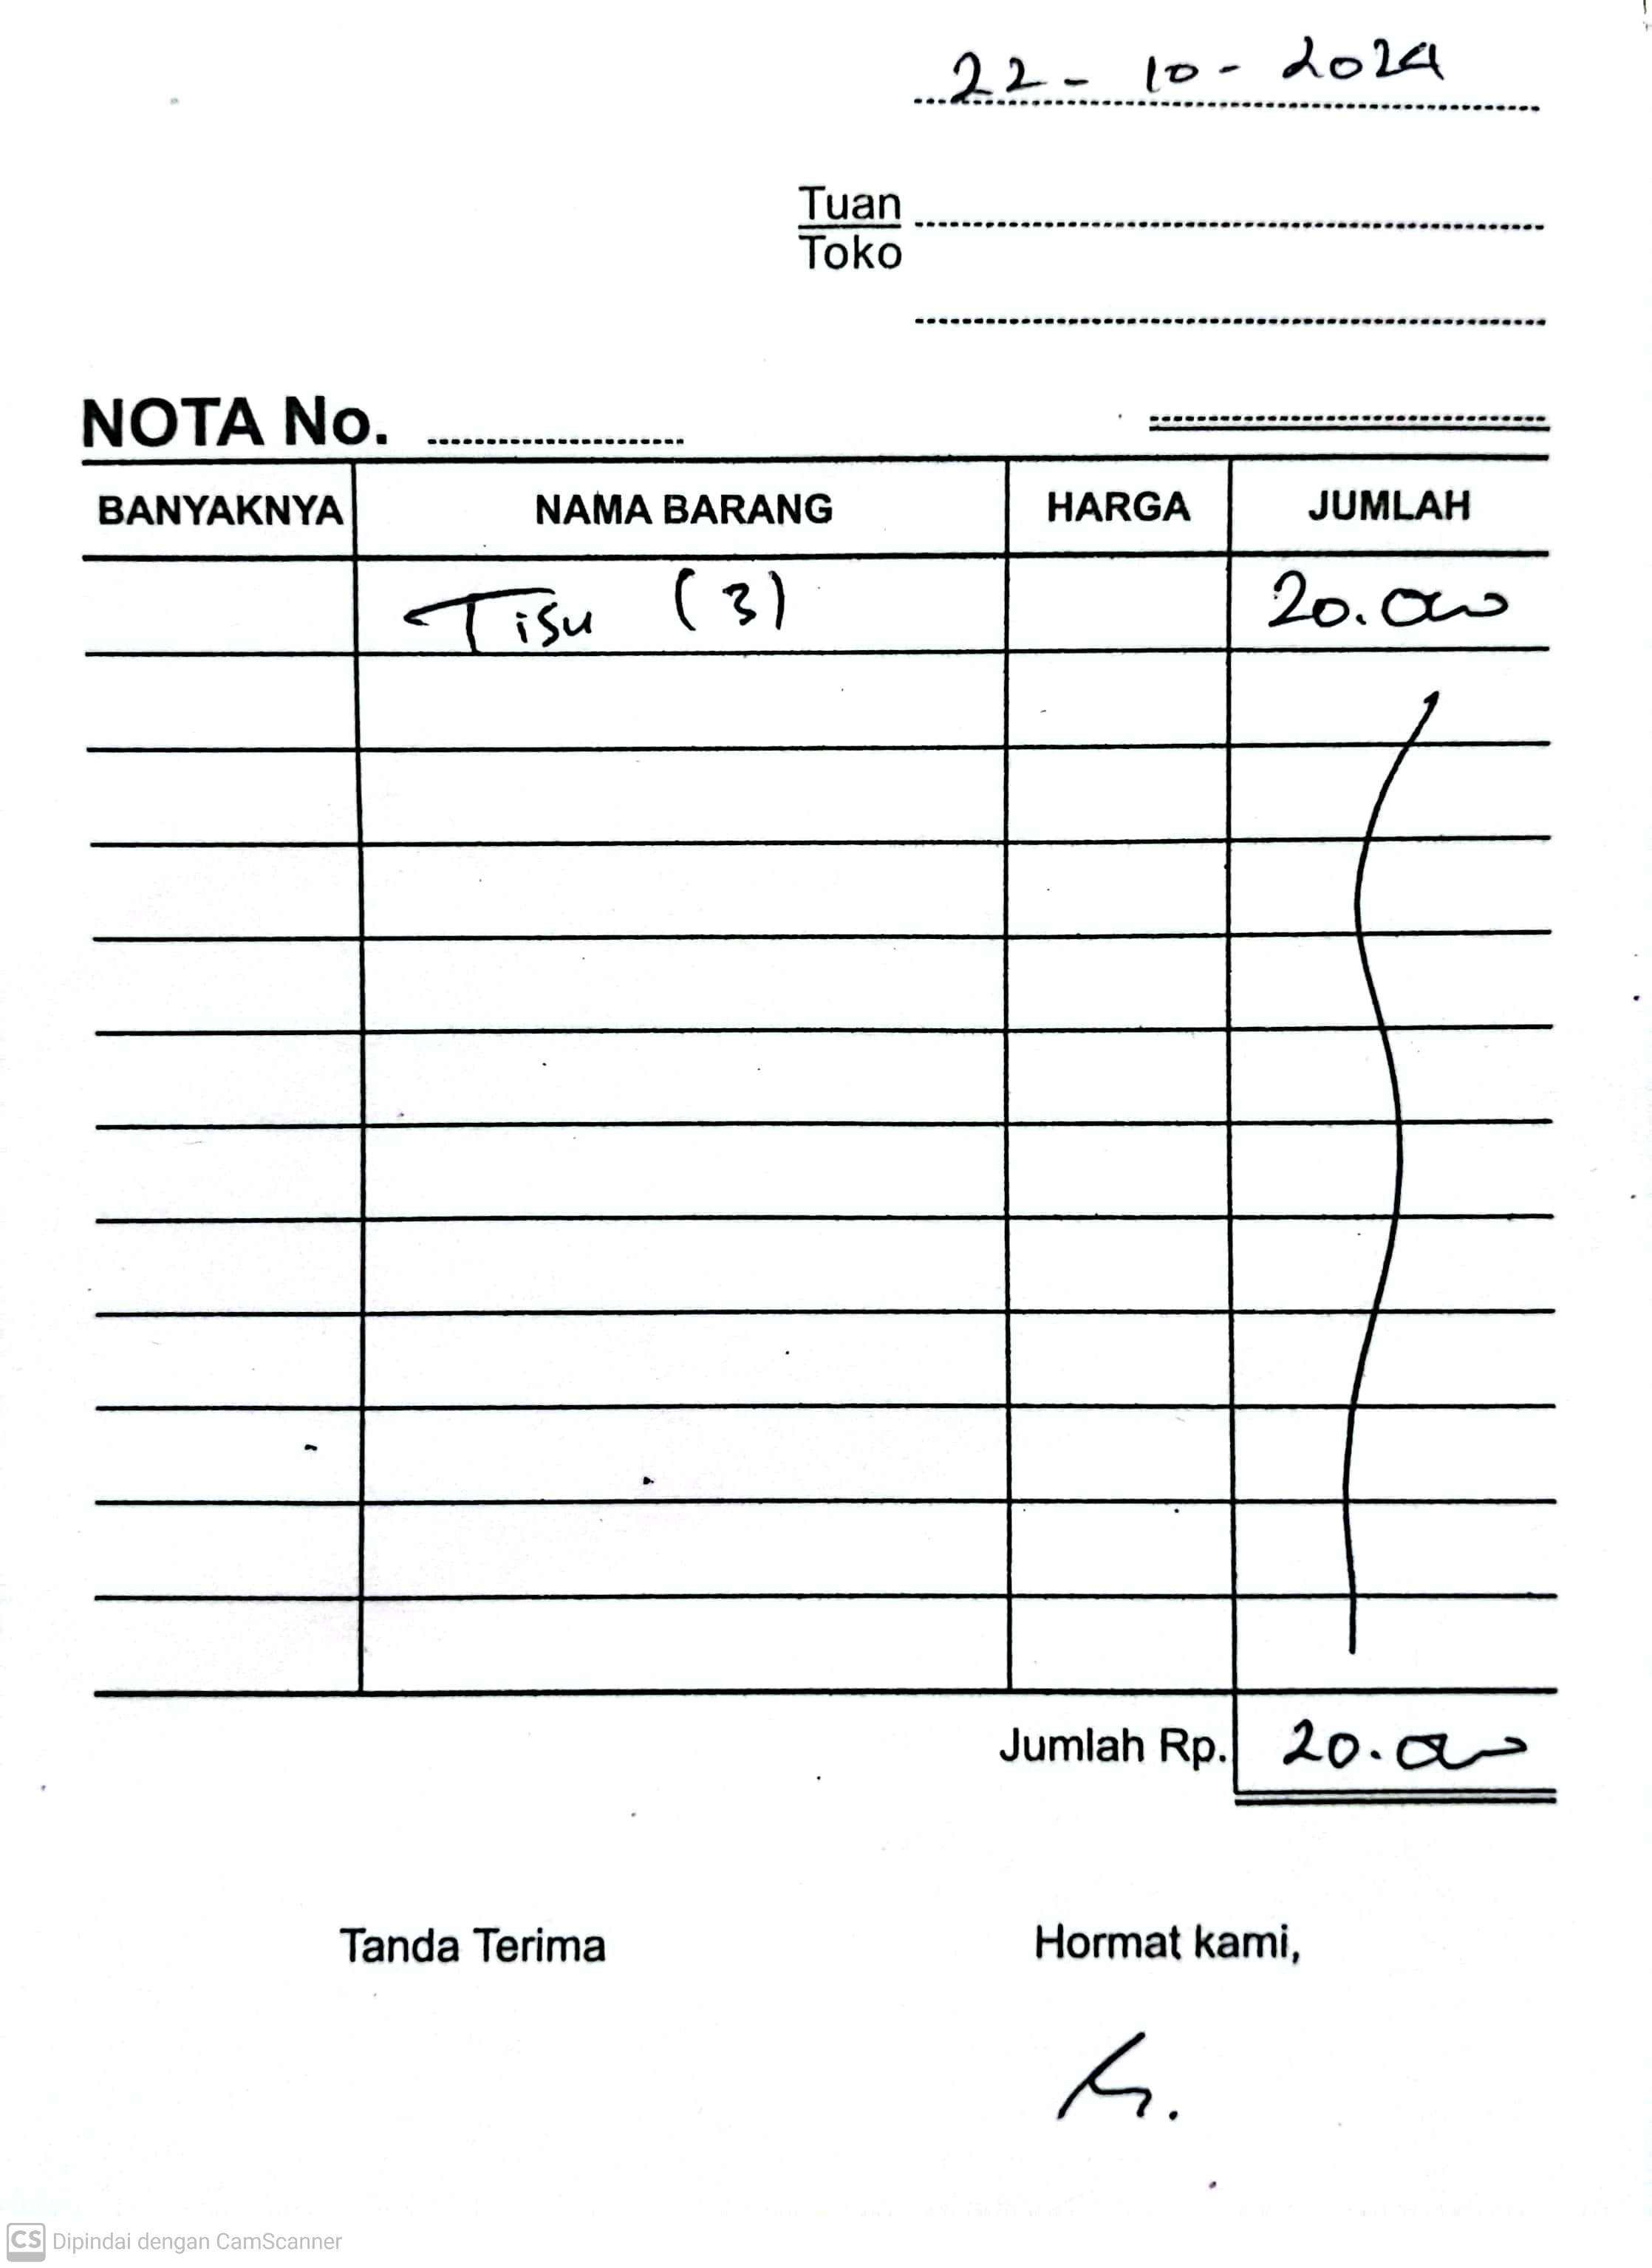 22 - 10 - 2024
Tuan
Toko
NOTA No.
BANYAKNYA NAMA BARANG HARGA JUMLAH
Tisu (3) 20.000
Jumlah Rp. 20.000
Tanda Terima Hormat kami,
CS Dipindai dengan CamScanner